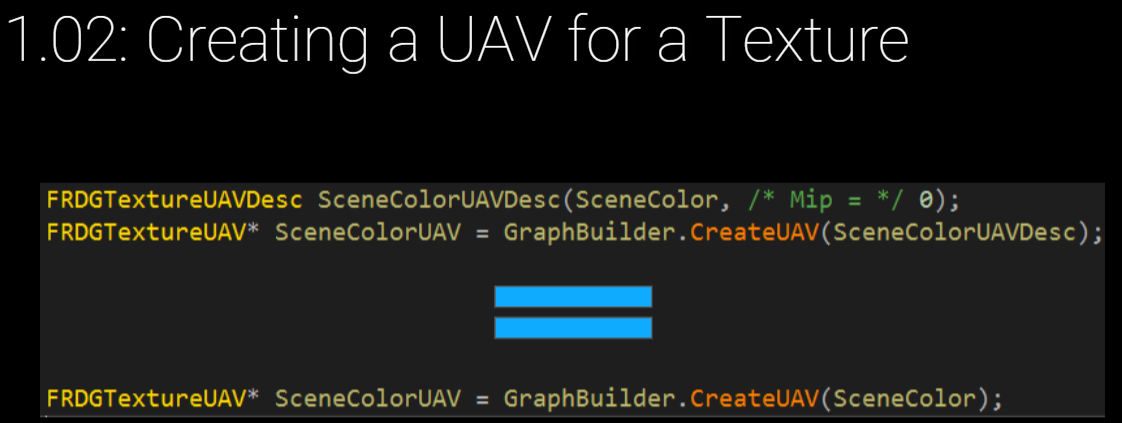 1.02: Creating a UAV for a Texture
FRDGTextureUAVDesc SceneColorUAVDesc(SceneColor, /* Mip = */ 0);
FRDGTextureUAV* SceneColorUAV = GraphBuilder.CreateUAV(SceneColorUAVDesc);
FRDGTextureUAV* SceneColorUAV = GraphBuilder.CreateUAV(SceneColor);